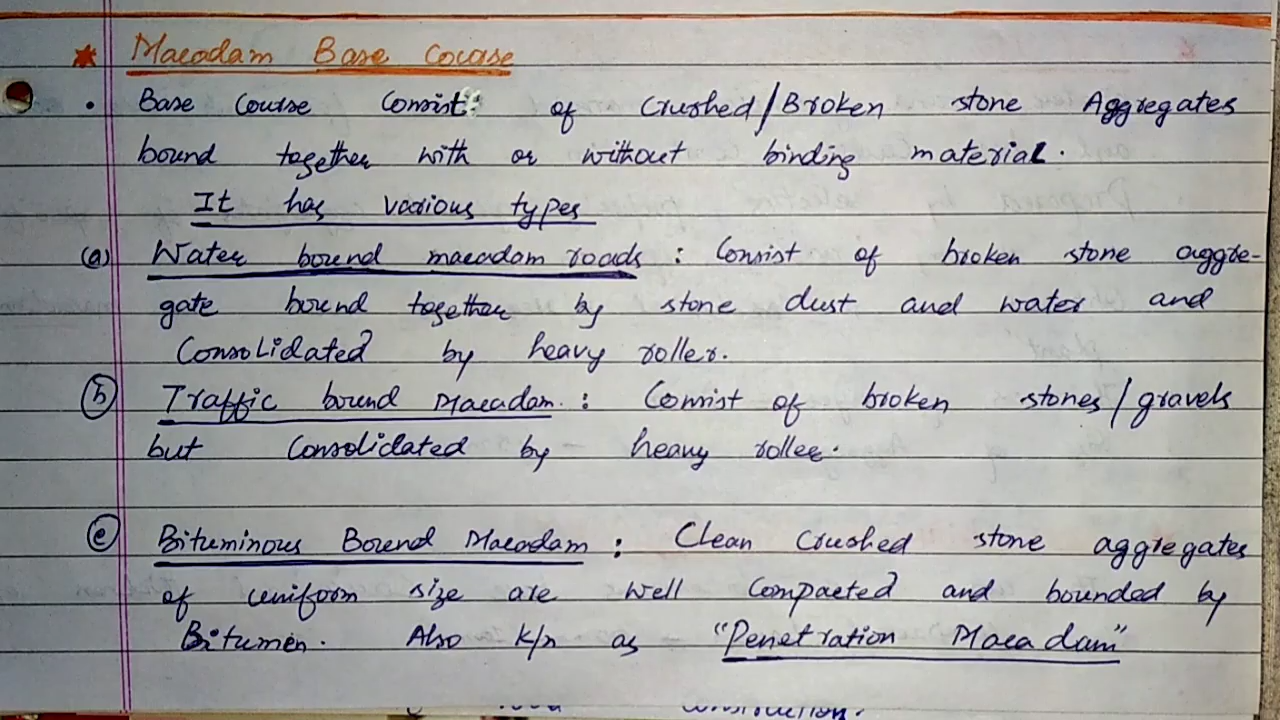 * Macadam Base Course
• Base Course Consist of Crushed/Broken stone Aggregates
bound together with or without binding material.
It has various types
(a) Water bound macadam roads : Consist of broken stone aggre-
gate bound together by stone dust and water and
Consolidated by heavy roller.
(b) Traffic bound Macadam : Consist of broken stones/gravels
but Consolidated by heavy roller.
(c) Bituminous Bound Macadam : Clean Crushed stone aggregates
of uniform size are well compacted and bounded by
Bitumen. Also k/n as "Penetration Macadam"
construction.